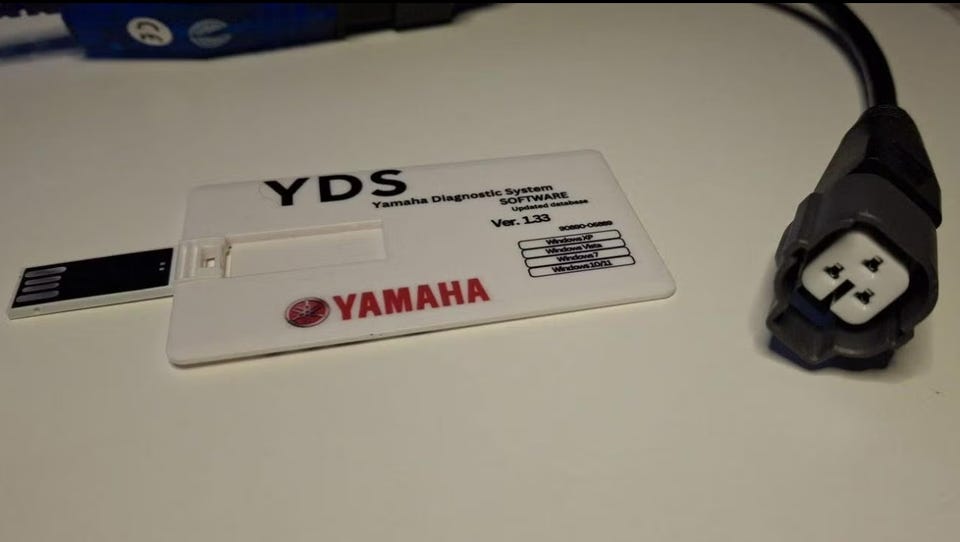 CE
YDS
Yamaha Diagnostic System
SOFTWARE
Updated database
Ver. 1.33
Windows XP
Windows Vista
Windows 7
Windows 10/11
YAMAHA